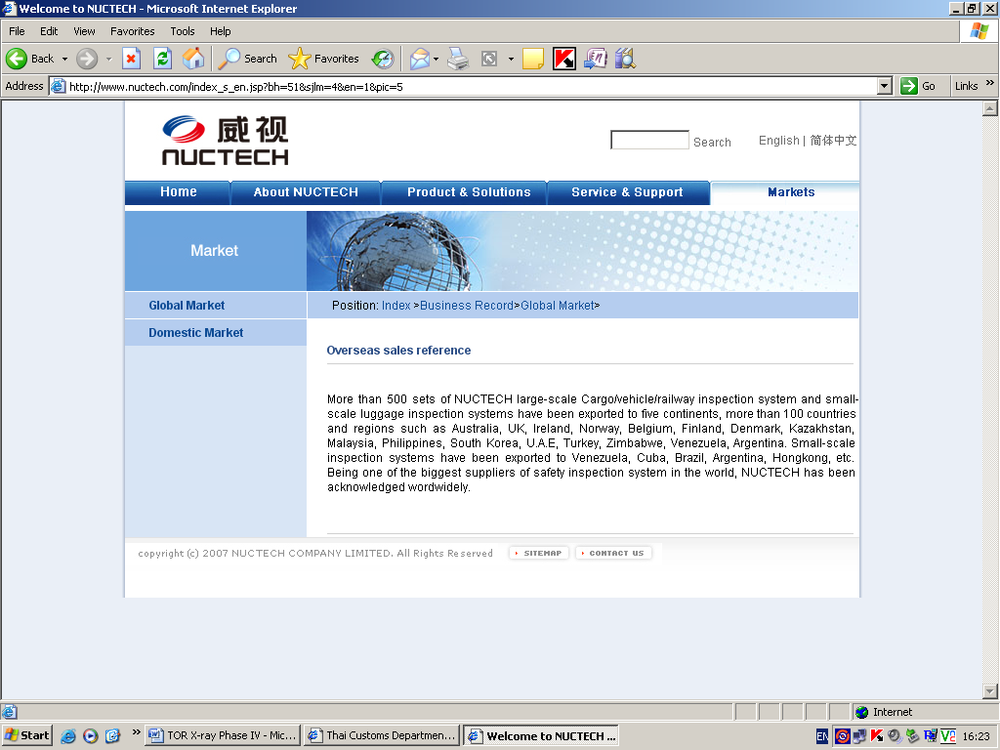 Welcome to NUCTECH - Microsoft Internet Explorer
File Edit View Favorites Tools Help
Back Search Favorites
Address http://www.nuctech.com/index_s_en.jsp?bh=51&sjlm=4&en=1&pic=5 Go Links »
威视
NUCTECH
Search English | 简体中文
Home About NUCTECH Product & Solutions Service & Support Markets
Market
Global Market
Position: Index >Business Record>Global Market>
Domestic Market
Overseas sales reference
More than 500 sets of NUCTECH large-scale Cargo/vehicle/railway inspection system and small-
scale luggage inspection systems have been exported to five continents, more than 100 countries
and regions such as Australia, UK, Ireland, Norway, Belgium, Finland, Denmark, Kazakhstan,
Malaysia, Philippines, South Korea, U.A.E, Turkey, Zimbabwe, Venezuela, Argentina. Small-scale
inspection systems have been exported to Venezuela, Cuba, Brazil, Argentina, Hongkong, etc.
Being one of the biggest suppliers of safety inspection system in the world, NUCTECH has been
acknowledged wordwidely.
copyright (c) 2007 NUCTECH COMPANY LIMITED. All Rights Reserved SITEMAP CONTACT US
Internet
Start » TOR X-ray Phase IV - Mic... Thai Customs Departmen... Welcome to NUCTECH ... EN 16:23